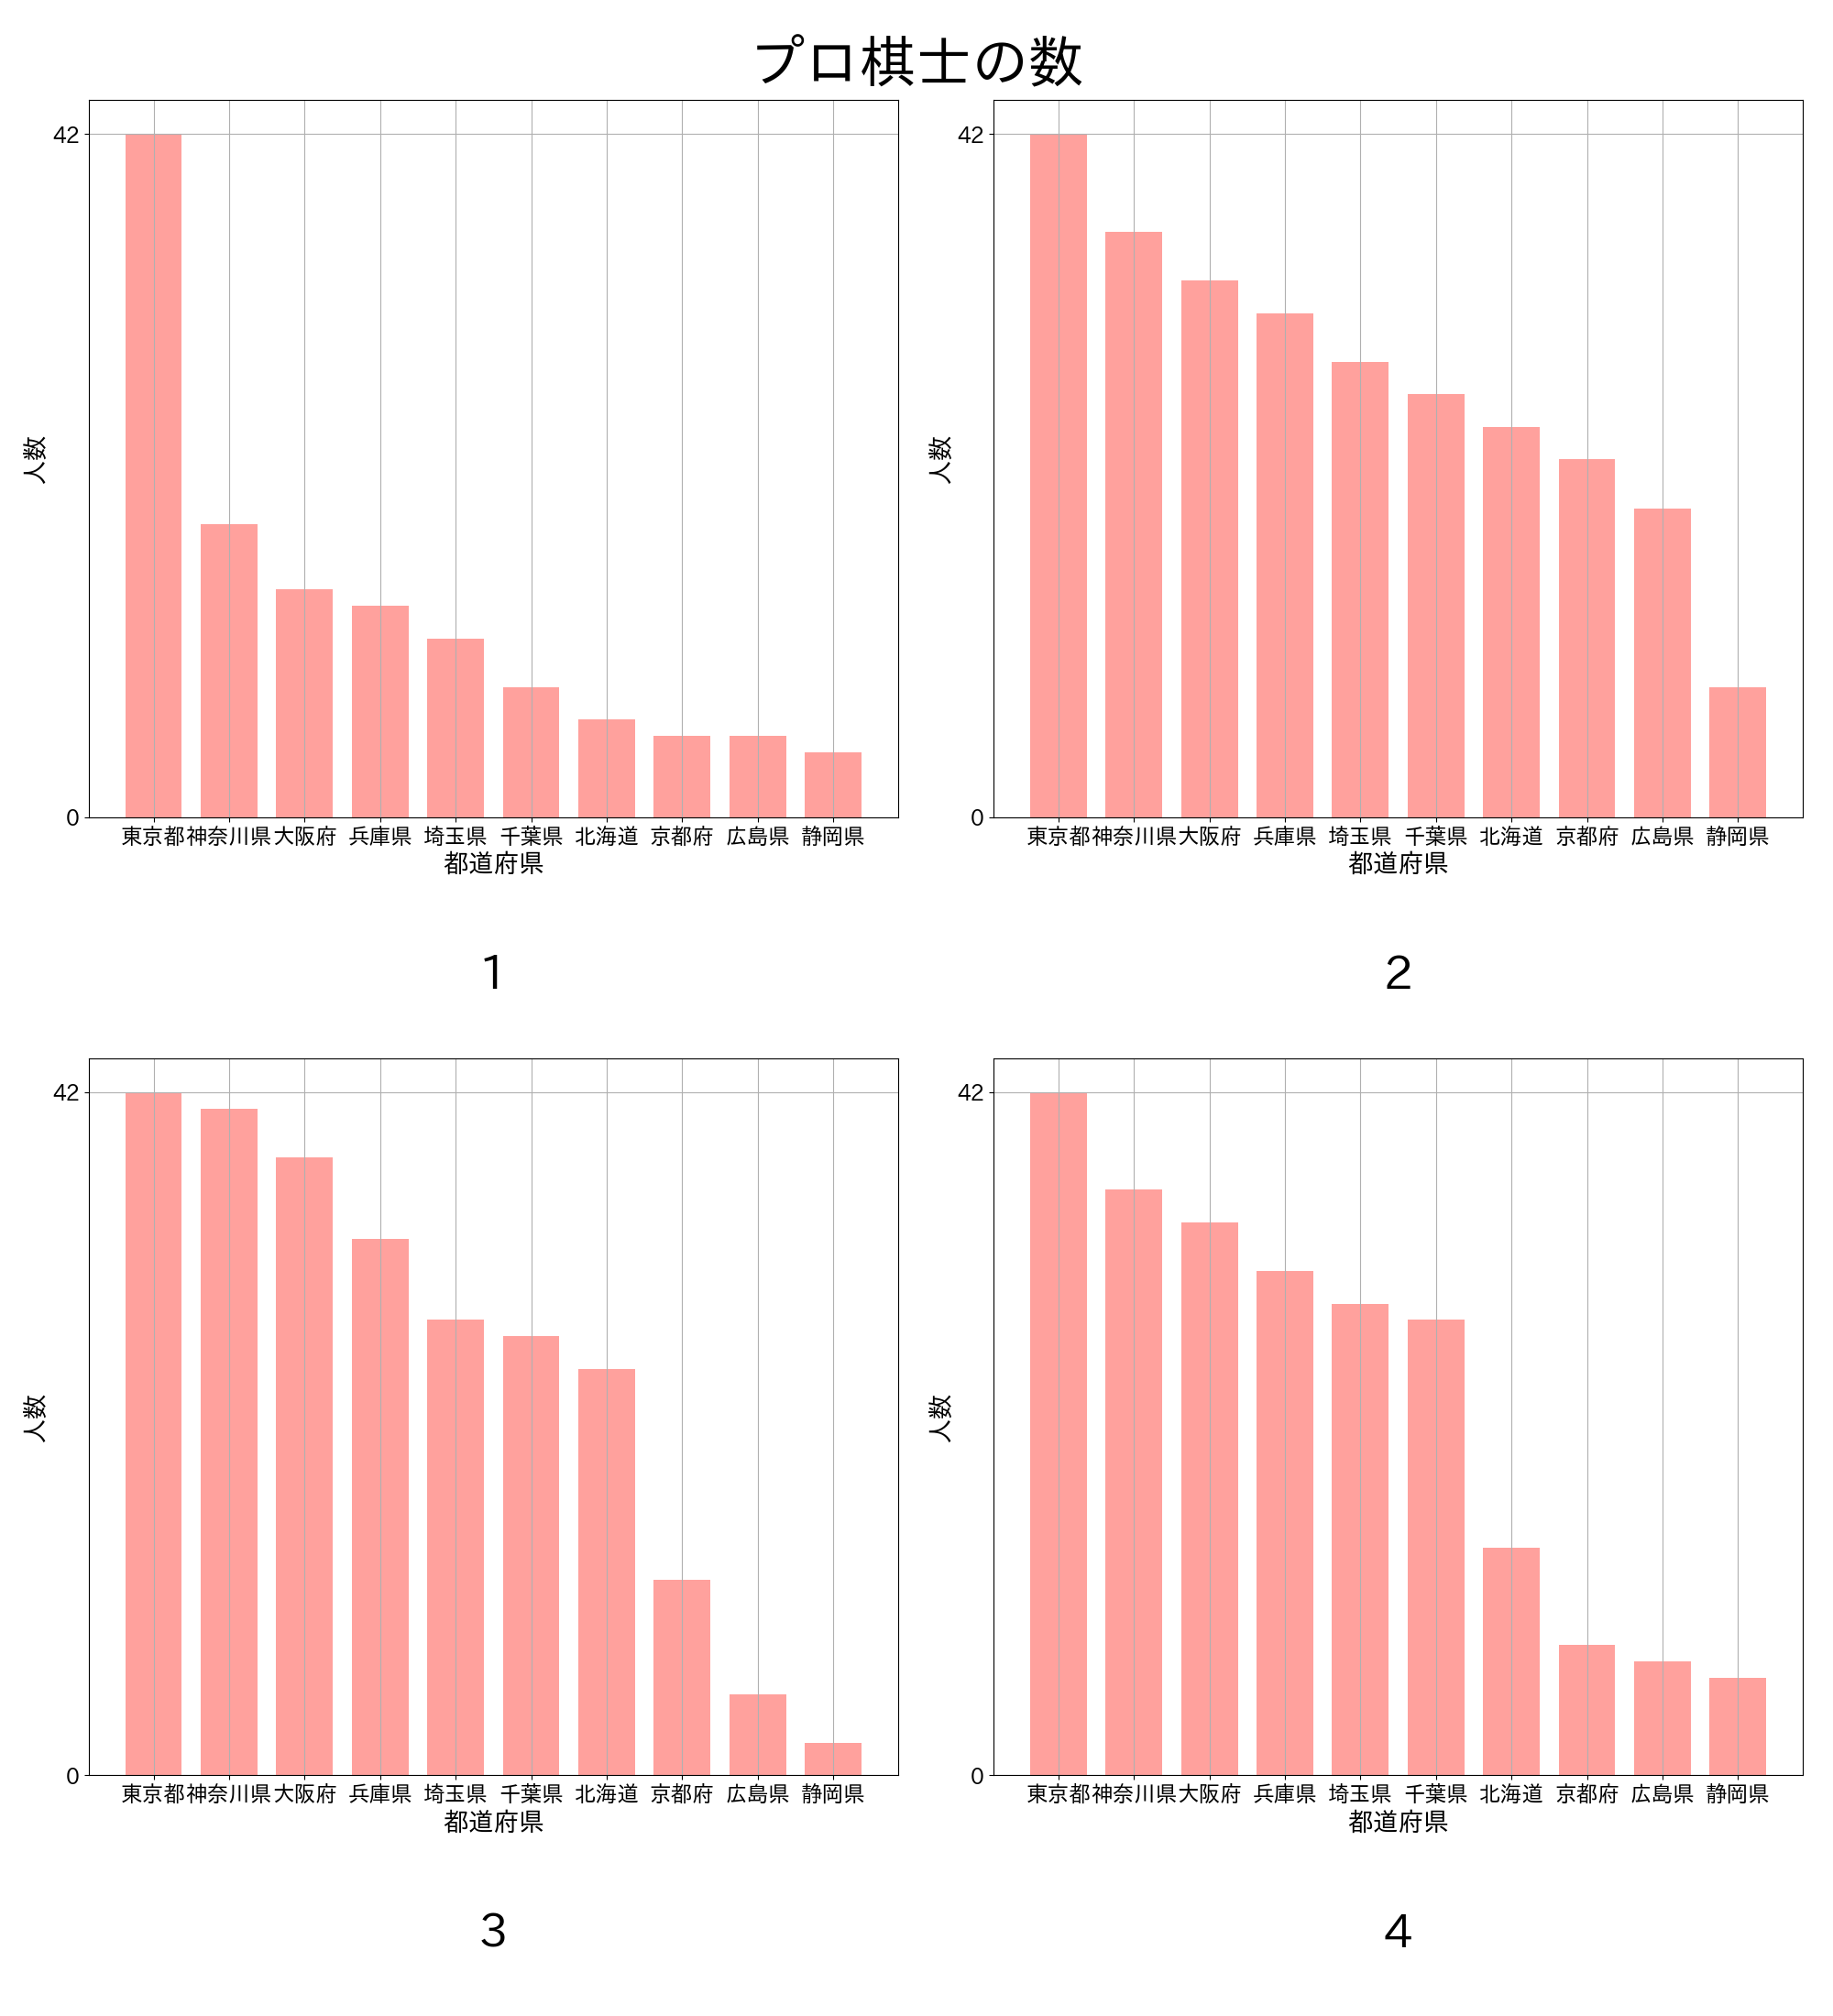 プロ棋士の数
42
0
人数
東京都 神奈川県 大阪府 兵庫県 埼玉県 千葉県 北海道 京都府 広島県 静岡県
都道府県
1
42
0
人数
東京都 神奈川県 大阪府 兵庫県 埼玉県 千葉県 北海道 京都府 広島県 静岡県
都道府県
2
42
0
人数
東京都 神奈川県 大阪府 兵庫県 埼玉県 千葉県 北海道 京都府 広島県 静岡県
都道府県
3
42
0
人数
東京都 神奈川県 大阪府 兵庫県 埼玉県 千葉県 北海道 京都府 広島県 静岡県
都道府県
4